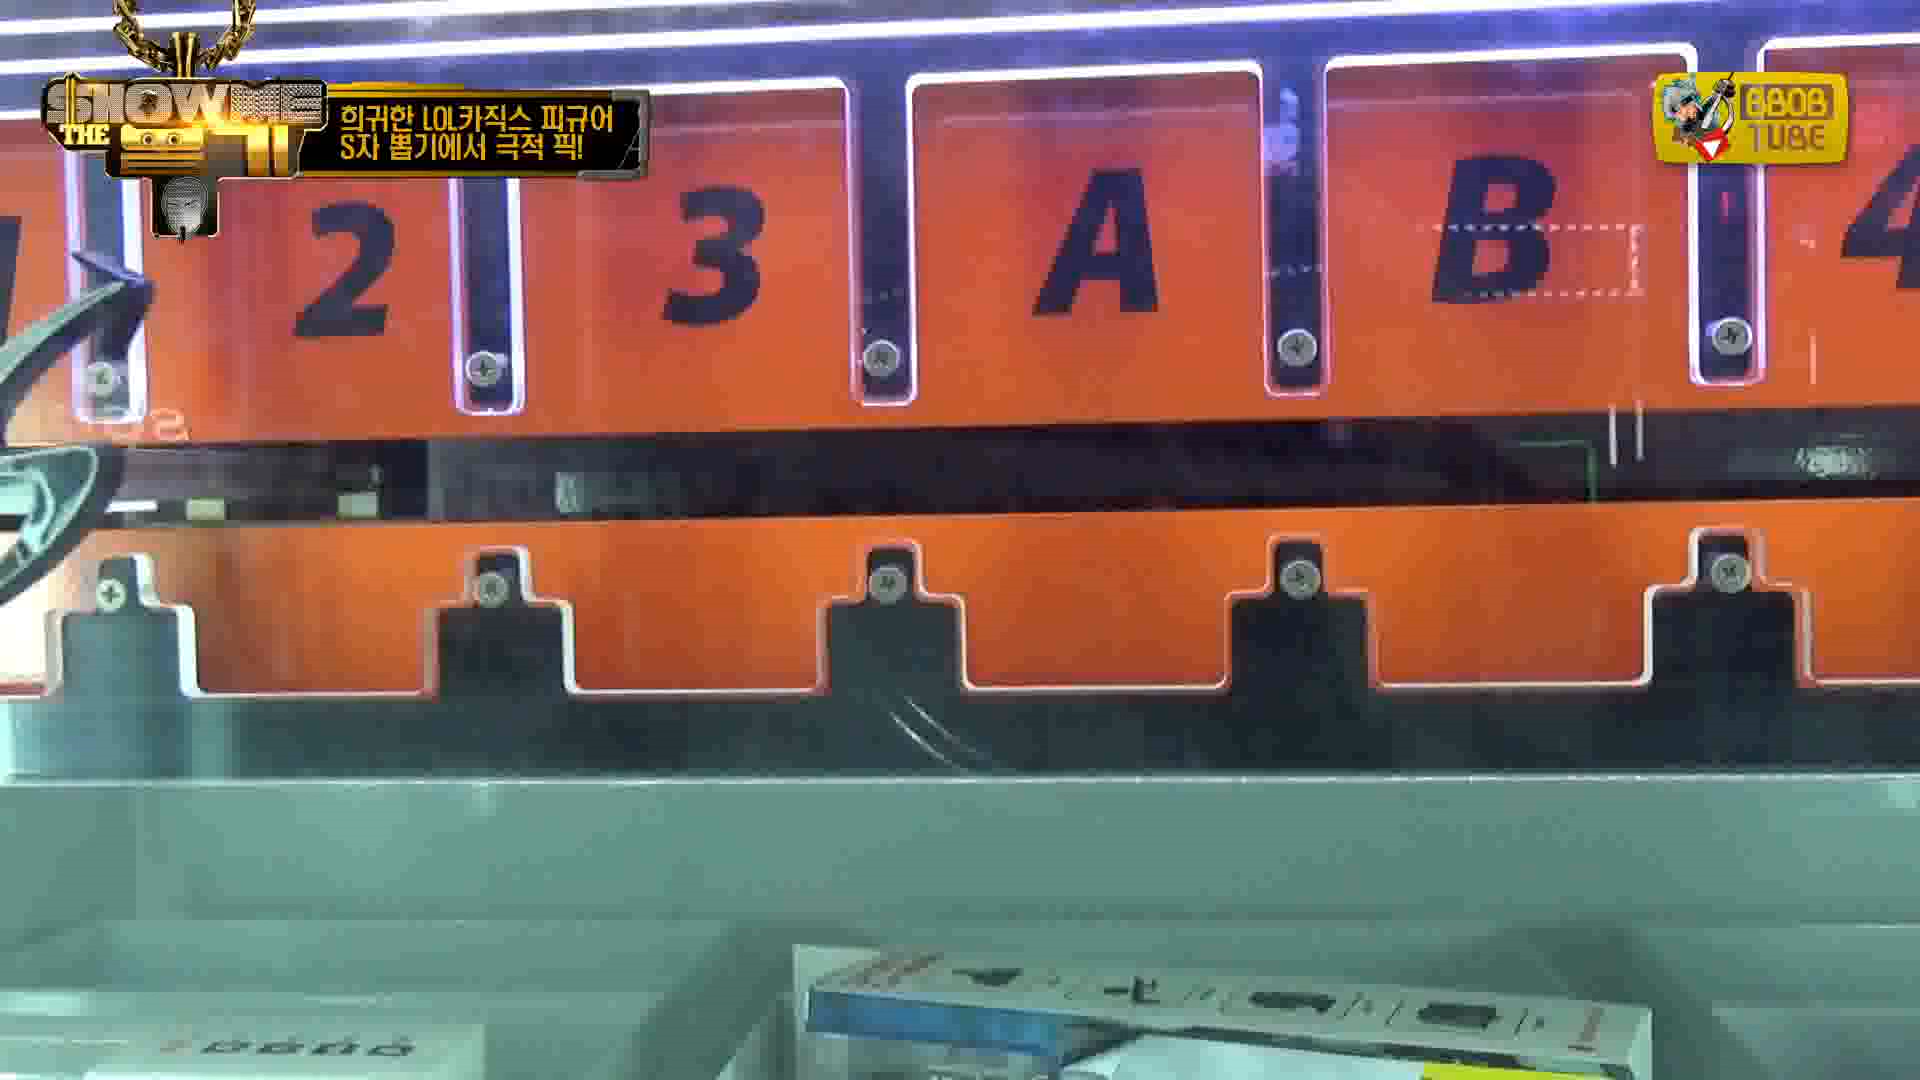 SHOW ME
THE
희귀한 LOL카직스 피규어
S자 뽑기에서 극적 픽!
BBOB
TUBE
2 3 A B 4